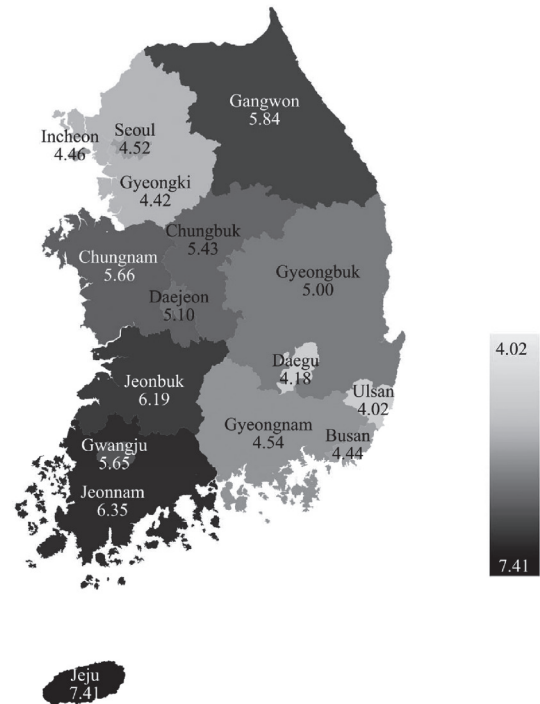 Gangwon
5.84
Incheon
4.46
Seoul
4.52
Gyeongki
4.42
Chungbuk
5.43
Chungnam
5.66
Gyeongbuk
5.00
Daejeon
5.10
Daegu
4.18
Jeonbuk
6.19
Ulsan
4.02
Gyeongnam
4.54
Busan
4.44
Gwangju
5.65
Jeonnam
6.35
Jeju
7.41
4.02
7.41